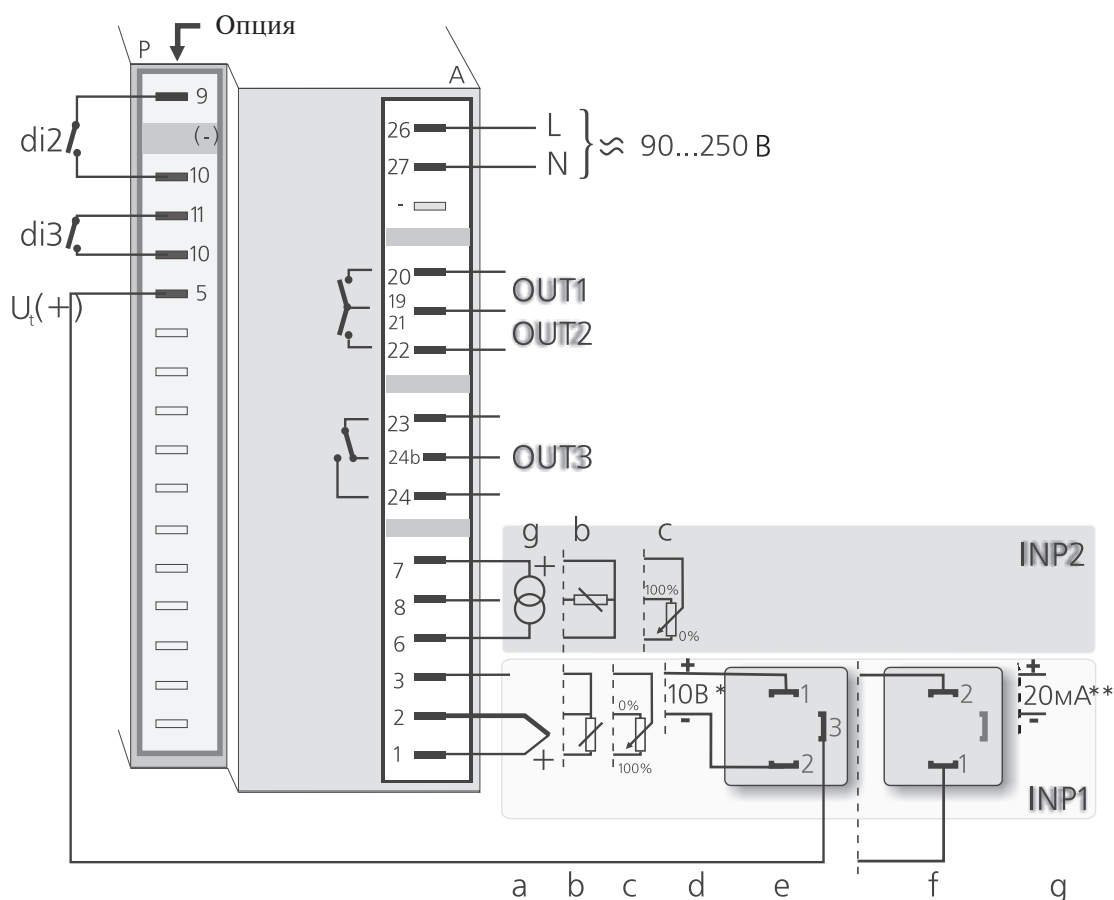 Опция
P
A
9
(-)
10
11
10
5
di2
di3
Ut(+)
26
27
-
L
N
} ≈ 90...250 В
20
19
21
22
OUT1
OUT2
23
24b
24
OUT3
7
8
6
3
2
1
g b c
+
100%
0%
INP2
+
0%
100%
+
10В *
-
1
3
2
2
1
+
20мА**
-
INP1
a b c d e f g